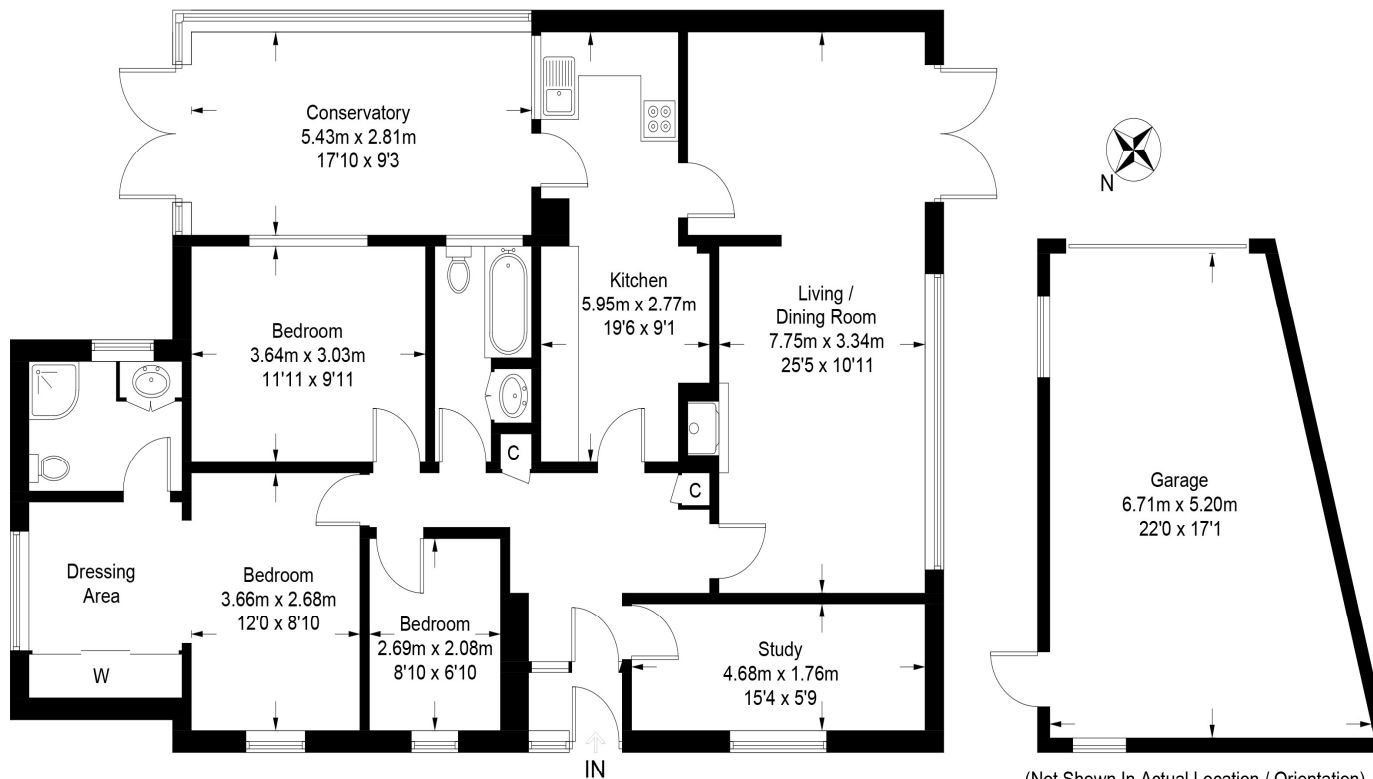 Conservatory
5.43m x 2.81m
17'10 x 9'3
N
Kitchen
5.95m x 2.77m
19'6 x 9'1
Living /
Dining Room
7.75m x 3.34m
25'5 x 10'11
Bedroom
3.64m x 3.03m
11'11 x 9'11
C
C
Garage
6.71m x 5.20m
22'0 x 17'1
Dressing
Area
W
Bedroom
3.66m x 2.68m
12'0 x 8'10
Bedroom
2.69m x 2.08m
8'10 x 6'10
Study
4.68m x 1.76m
15'4 x 5'9
IN
(Not Shown In Actual Location / Orientation)